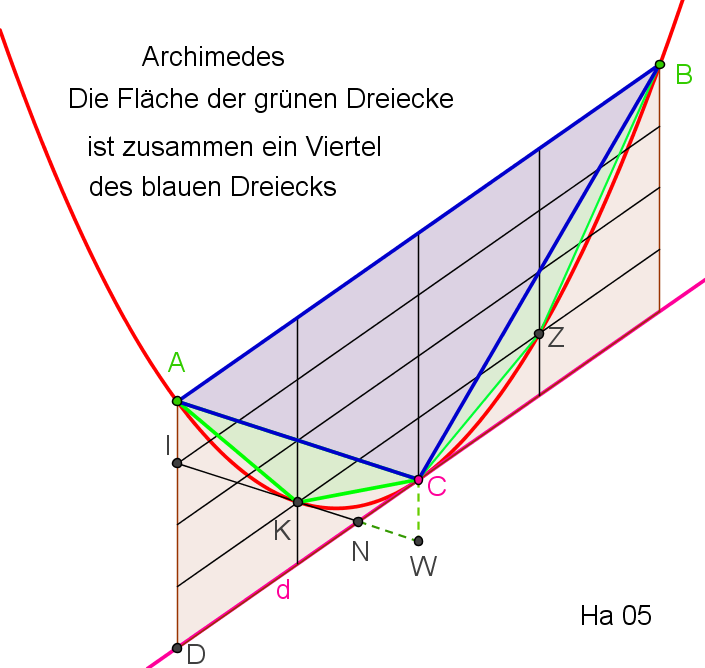 Archimedes
Die Fläche der grünen Dreiecke
ist zusammen ein Viertel
des blauen Dreiecks
B
A
I
Z
C
K
N
W
d
Ha 05
D